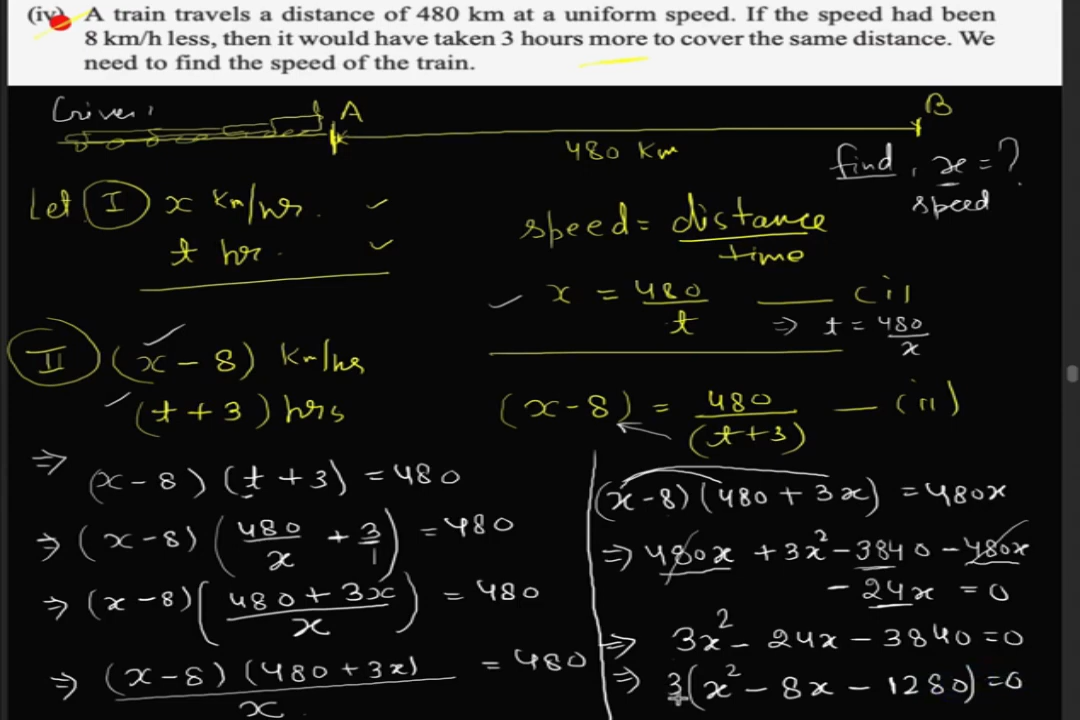 (iv) A train travels a distance of 480 km at a uniform speed. If the speed had been
8 km/h less, then it would have taken 3 hours more to cover the same distance. We
need to find the speed of the train.
Given:
A
B
480 Km
find, x = ?
speed
Let (I) x Km/hr.
t hr.
speed = distance/time
x = 480/t —— (i)
⇒ t = 480/x
(II) (x - 8) Km/hr
(t + 3) hrs
(x-8) = 480/(t+3) — (ii)
⇒ (x - 8) (t + 3) = 480
⇒ (x - 8) (480/x + 3/1) = 480
⇒ (x - 8) (480 + 3x/x) = 480
⇒ (x - 8) (480 + 3x)/x = 480
(x - 8) (480 + 3x) = 480x
⇒ 480x + 3x² - 3840 - 480x
- 24x = 0
⇒ 3x² - 24x - 3840 = 0
⇒ 3(x² - 8x - 1280) = 0